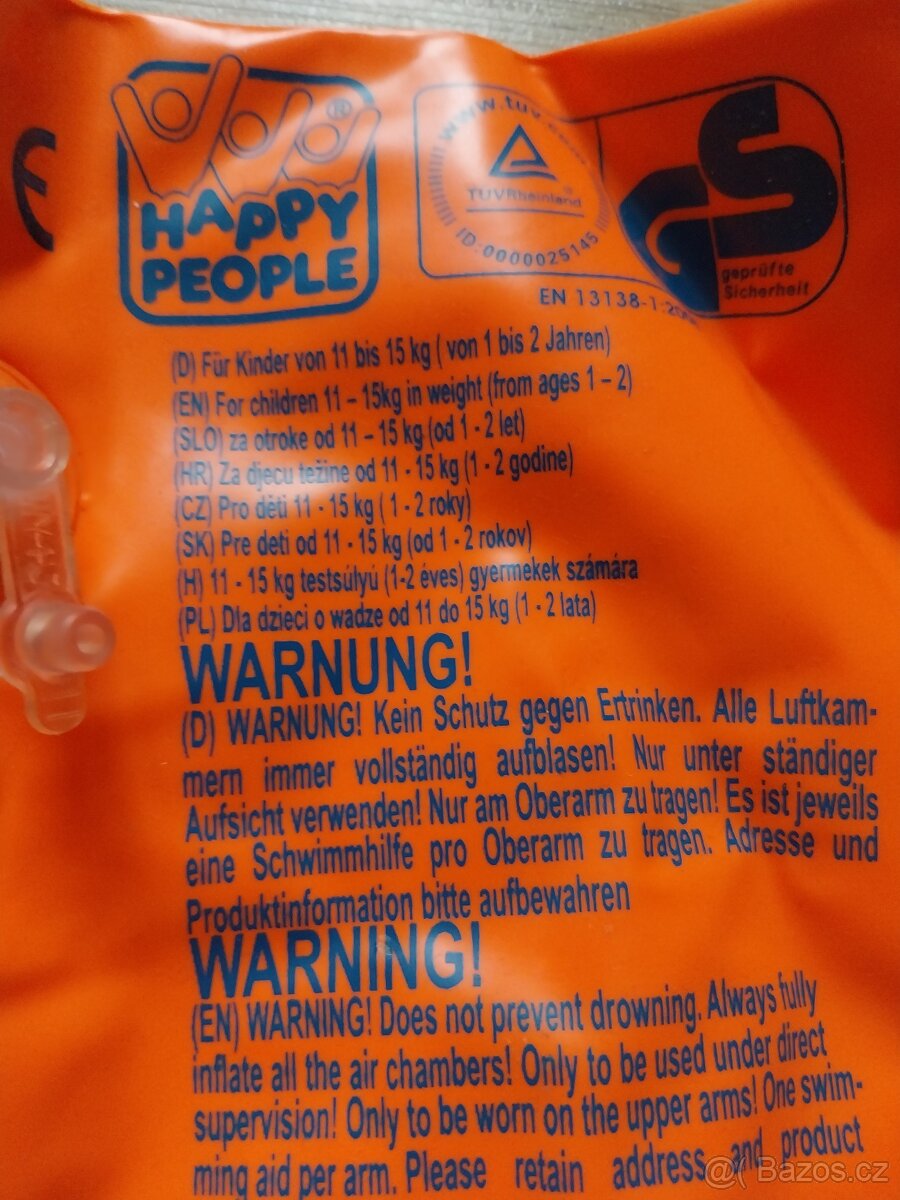 CE
HAPPY PEOPLE ®
www.tuv.com
TÜVRheinland ®
ID:0000025145
GS
geprüfte
Sicherheit
EN 13138-1:
(D) Für Kinder von 11 bis 15 kg ( von 1 bis 2 Jahren)
(EN) For children 11 – 15kg in weight (from ages 1 – 2)
(SLO) za otroke od 11 – 15 kg (od 1 - 2 let)
(HR) Za djecu težine od 11 - 15 kg (1 - 2 godine)
(CZ) Pro děti 11 - 15 kg ( 1 - 2 roky)
(SK) Pre deti od 11 - 15 kg (od 1 - 2 rokov)
(H) 11 - 15 kg testsúlyú (1-2 éves) gyermekek számára
(PL) Dla dzieci o wadze od 11 do 15 kg (1 - 2 lata)
WARNUNG!
(D) WARNUNG! Kein Schutz gegen Ertrinken. Alle Luftkam-
mern immer vollständig aufblasen! Nur unter ständiger
Aufsicht verwenden! Nur am Oberarm zu tragen! Es ist jeweils
eine Schwimmhilfe pro Oberarm zu tragen. Adresse und
Produktinformation bitte aufbewahren
WARNING!
(EN) WARNING! Does not prevent drowning. Always fully
inflate all the air chambers! Only to be used under direct
supervision! Only to be worn on the upper arms! One swim-
ming aid per arm. Please retain address and product
Bazos.cz